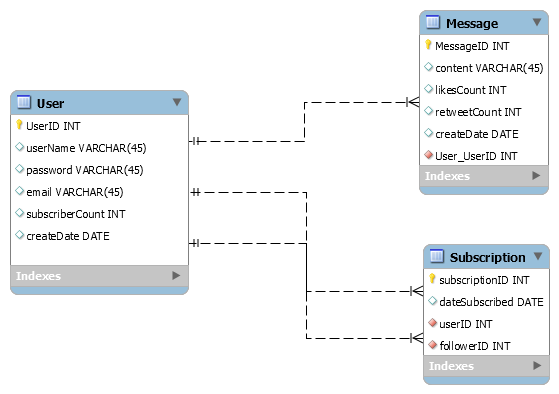 User
UserID INT
userName VARCHAR(45)
password VARCHAR(45)
email VARCHAR(45)
subscriberCount INT
createDate DATE
Indexes
Message
MessageID INT
content VARCHAR(45)
likesCount INT
retweetCount INT
createDate DATE
User_UserID INT
Indexes
Subscription
subscriptionID INT
dateSubscribed DATE
userID INT
followerID INT
Indexes